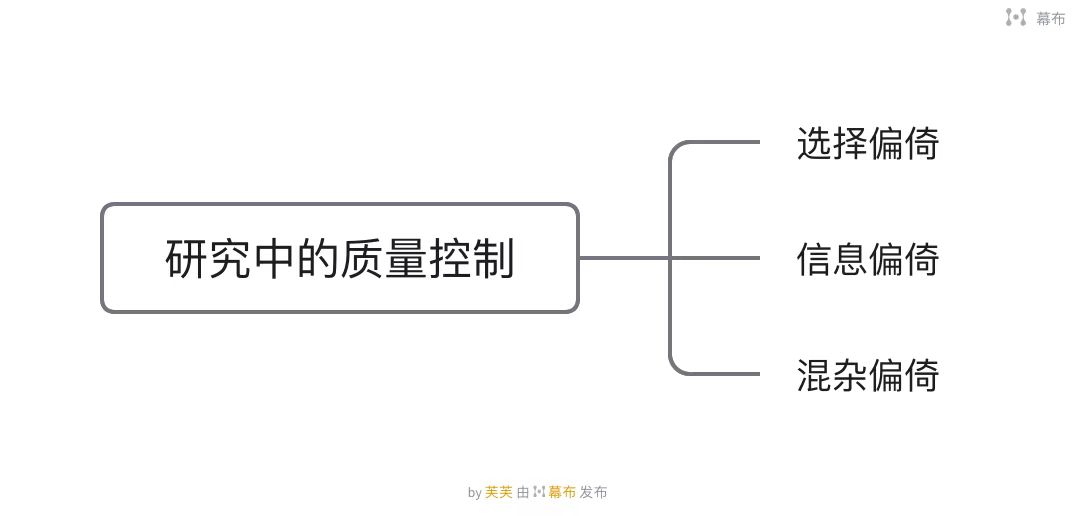 幕布
选择偏倚
研究中的质量控制
信息偏倚
混杂偏倚
by 芙芙 由 幕布 发布